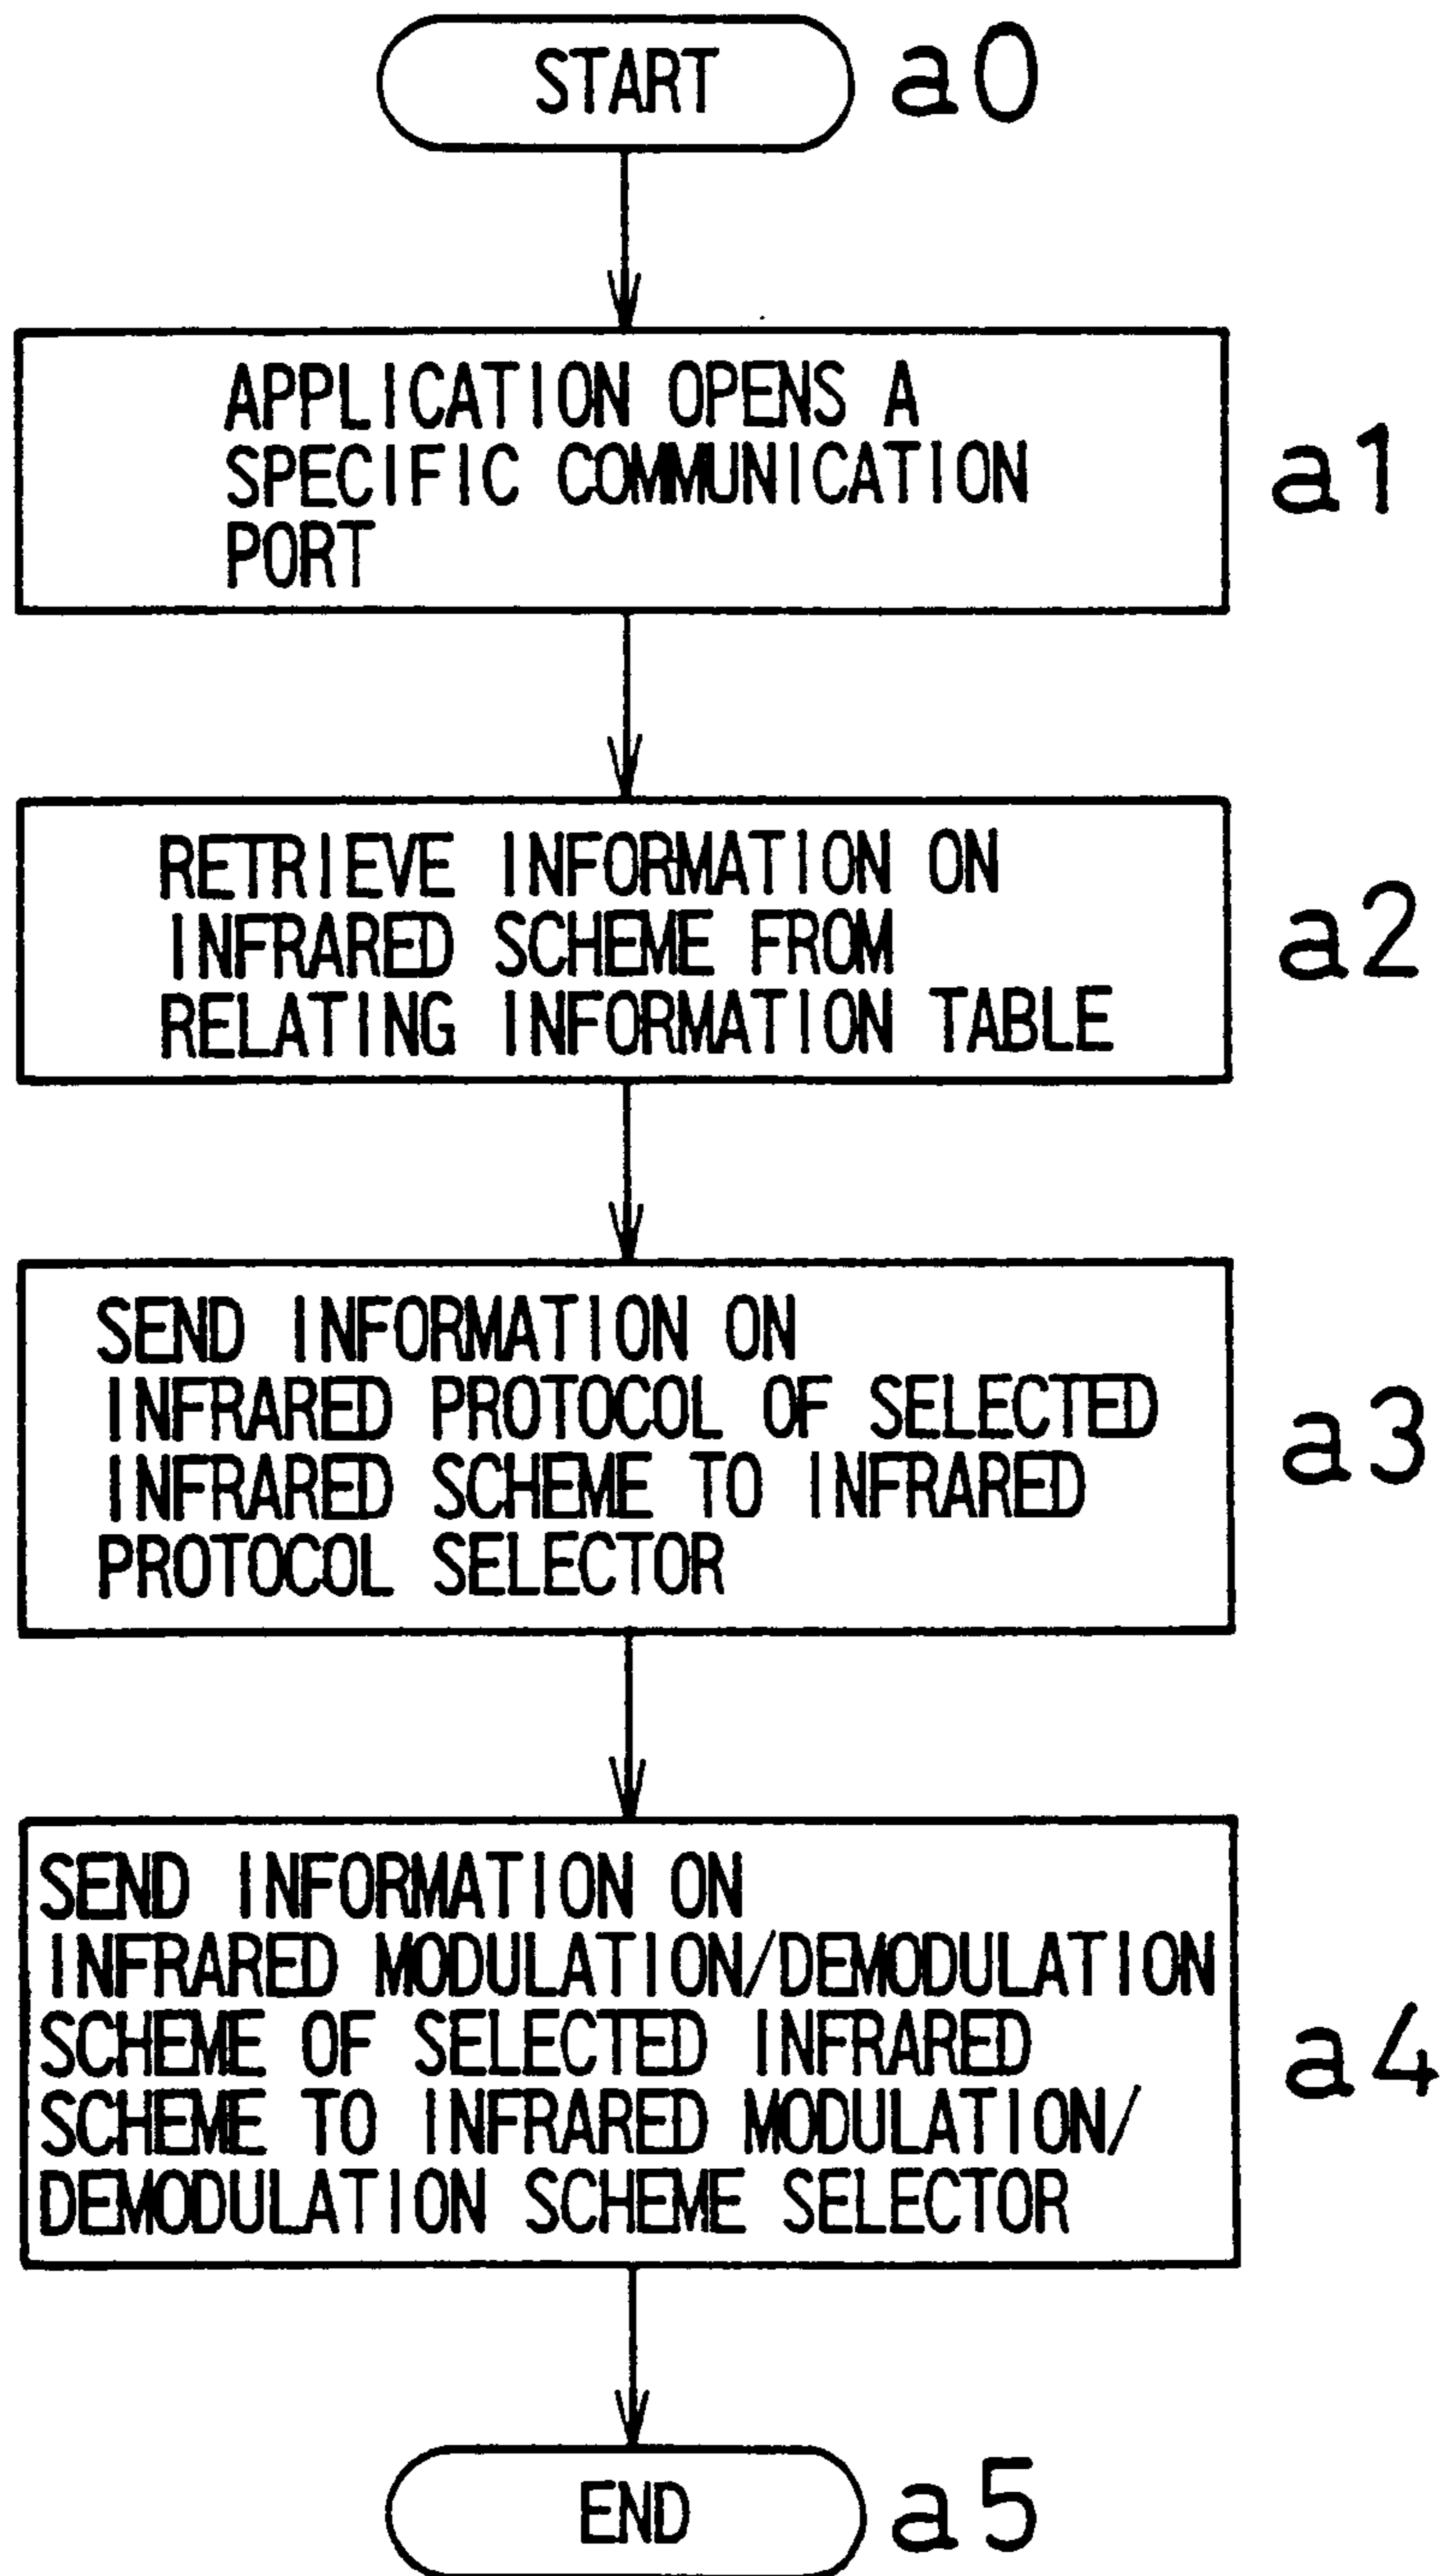 START a0
APPLICATION OPENS A
SPECIFIC COMMUNICATION
PORT
a1
RETRIEVE INFORMATION ON
INFRARED SCHEME FROM
RELATING INFORMATION TABLE
a2
SEND INFORMATION ON
INFRARED PROTOCOL OF SELECTED
INFRARED SCHEME TO INFRARED
PROTOCOL SELECTOR
a3
SEND INFORMATION ON
INFRARED MODULATION/DEMODULATION
SCHEME OF SELECTED INFRARED
SCHEME TO INFRARED MODULATION/
DEMODULATION SCHEME SELECTOR
a4
END a5